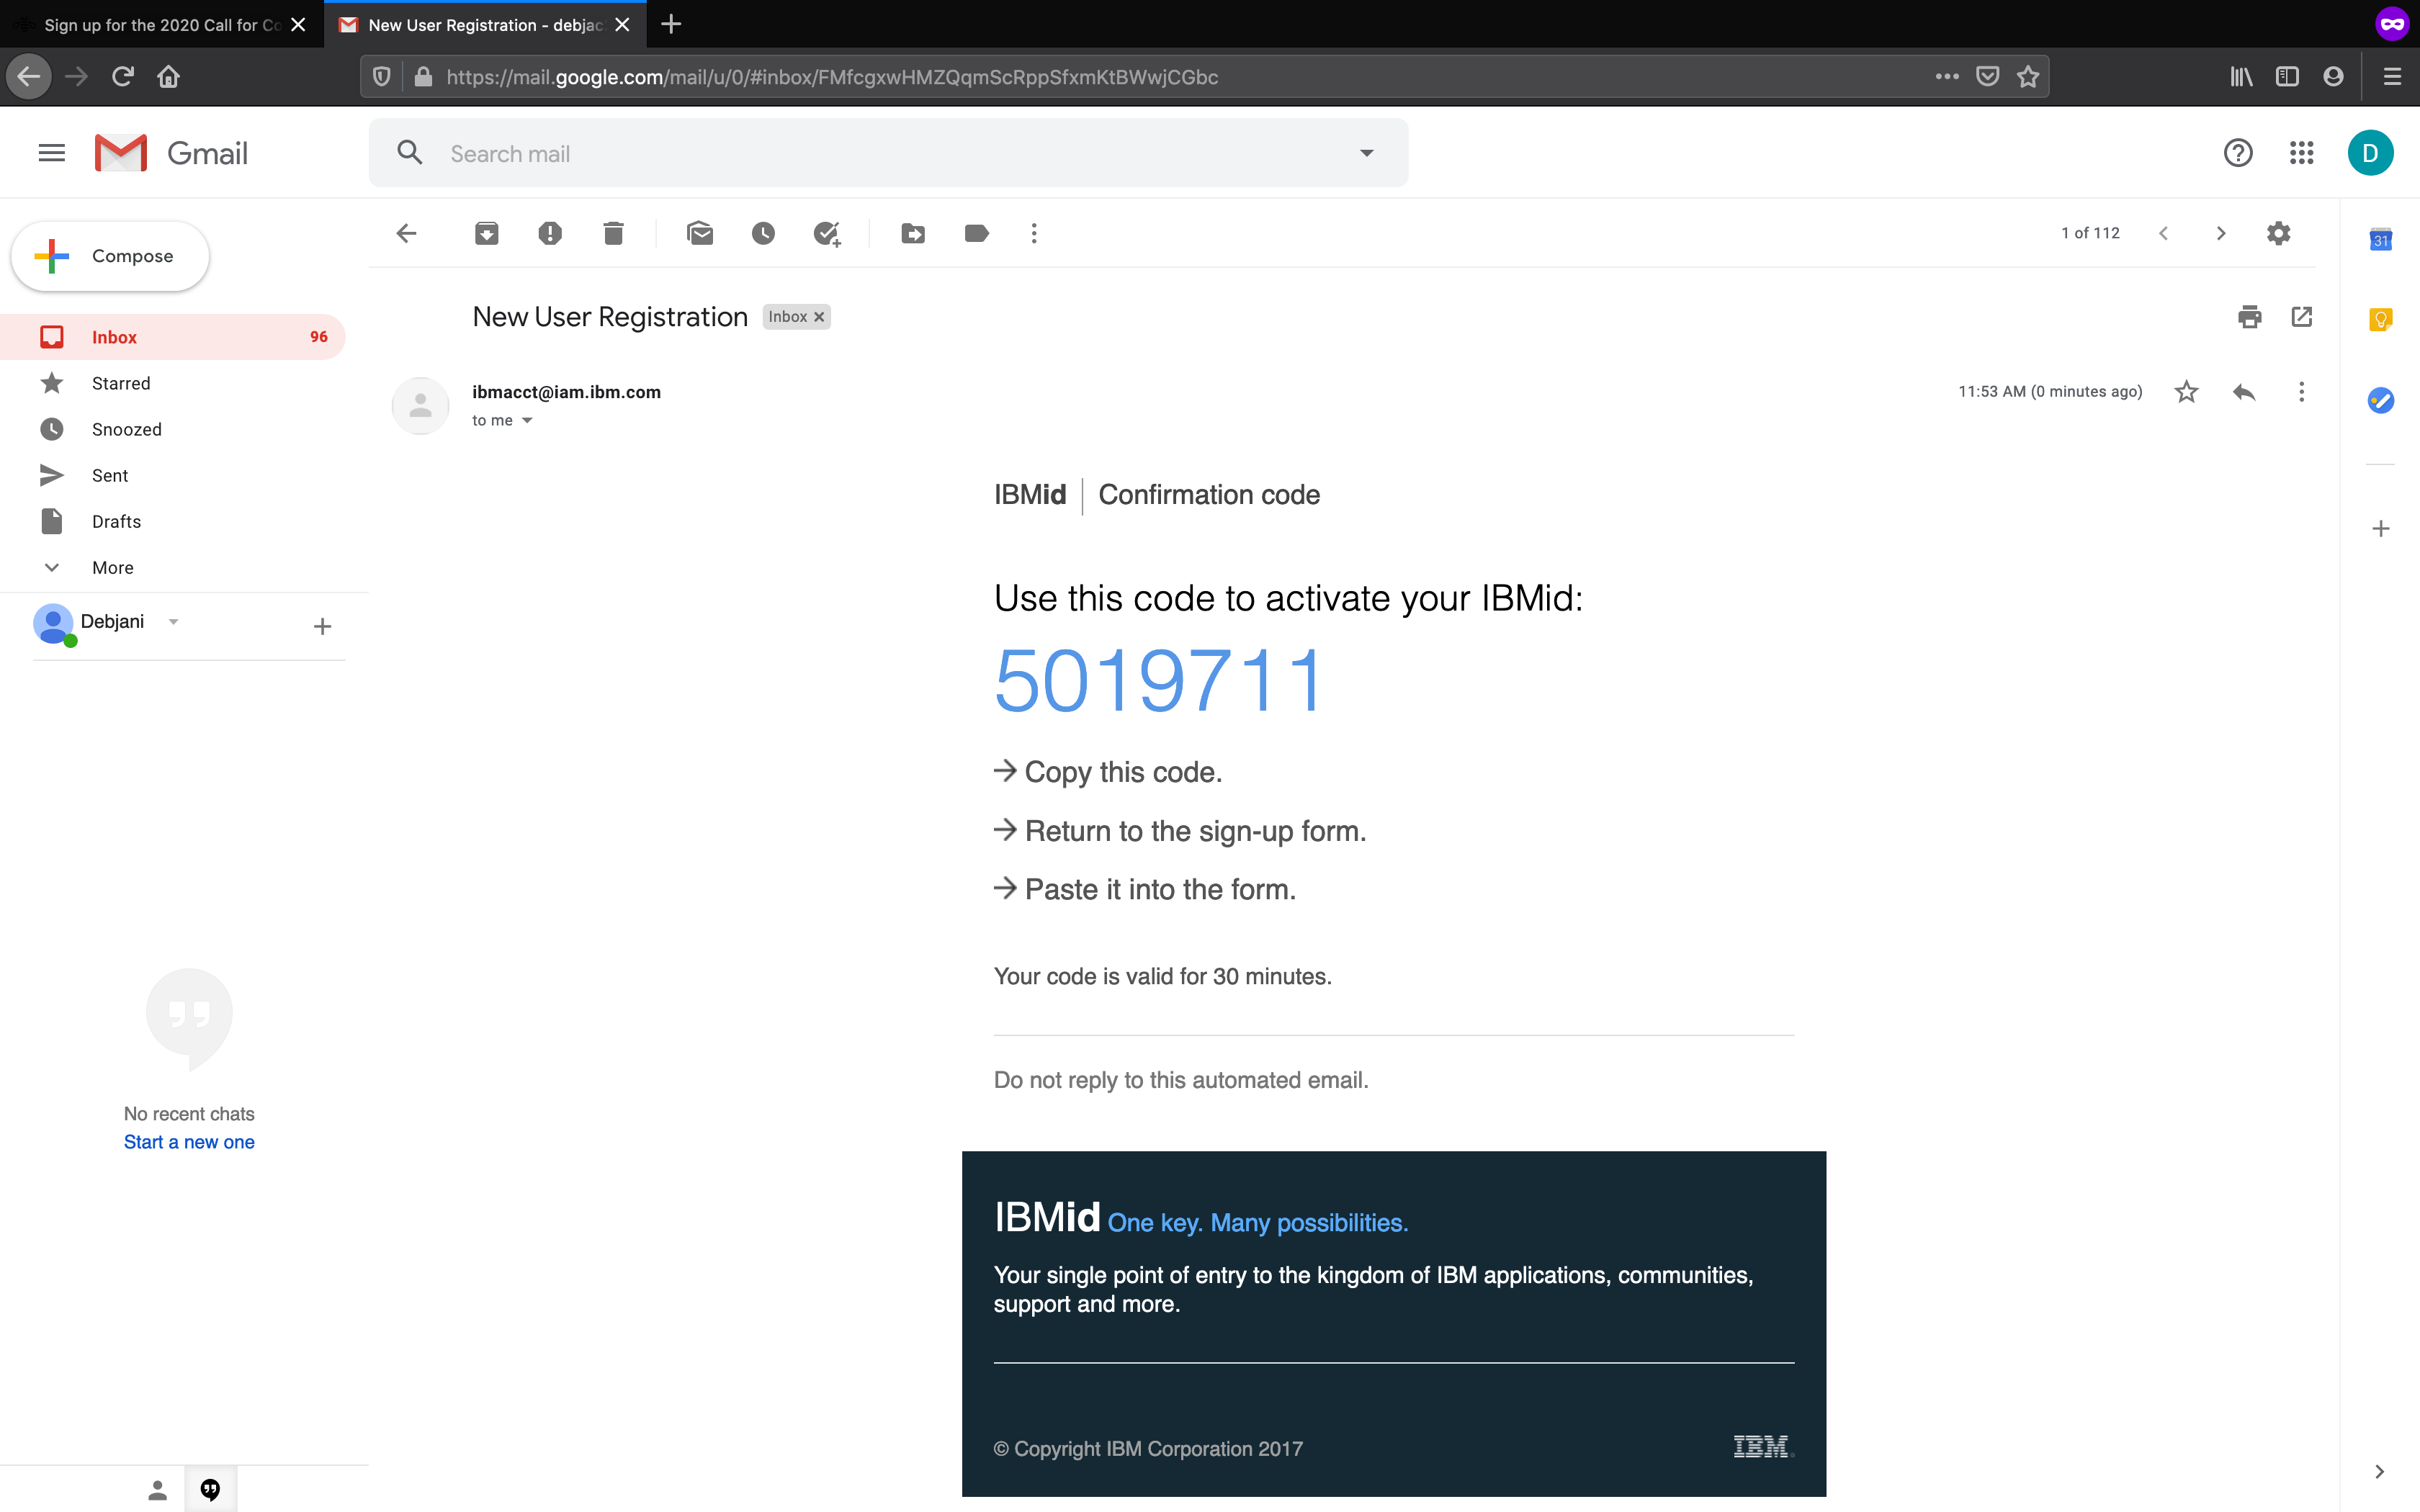 Sign up for the 2020 Call for Co
New User Registration - debjac
https://mail.google.com/mail/u/0/#inbox/FMfcgxwHMZQqmScRppSfxmKtBWwjCGbc
Gmail
Search mail
D
Compose
1 of 112
31
New User Registration
Inbox
Inbox 96
Starred
Snoozed
Sent
Drafts
More
Debjani
ibmacct@iam.ibm.com
to me
11:53 AM (0 minutes ago)
IBMid | Confirmation code
Use this code to activate your IBMid:
5019711
→ Copy this code.
→ Return to the sign-up form.
→ Paste it into the form.
Your code is valid for 30 minutes.
Do not reply to this automated email.
No recent chats
Start a new one
IBMid One key. Many possibilities.
Your single point of entry to the kingdom of IBM applications, communities,
support and more.
© Copyright IBM Corporation 2017
IBM